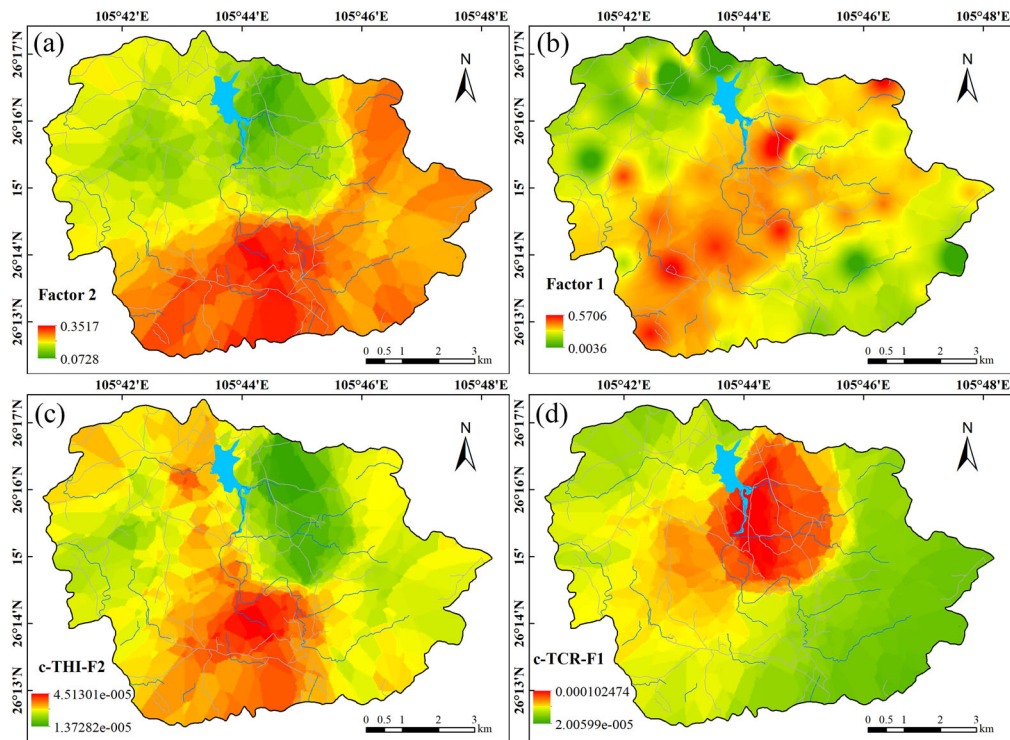 105°42'E 105°44'E 105°46'E 105°48'E 105°42'E 105°44'E 105°46'E 105°48'E
(a)
26°17'N
26°16'N
15'
26°14'N
26°13'N
N
Factor 2
0.3517
0.0728
0 0.5 1 2 3
km
(b)
26°17'N
26°16'N
15'
26°14'N
26°13'N
N
Factor 1
0.5706
0.0036
0 0.5 1 2 3
km
105°42'E 105°44'E 105°46'E 105°48'E 105°42'E 105°44'E 105°46'E 105°48'E
(c)
26°17'N
26°16'N
15'
26°14'N
26°13'N
N
c-THI-F2
4.51301e-005
1.37282e-005
0 0.5 1 2 3
km
(d)
26°17'N
26°16'N
15'
26°14'N
26°13'N
N
c-TCR-F1
0.000102474
2.00599e-005
0 0.5 1 2 3
km